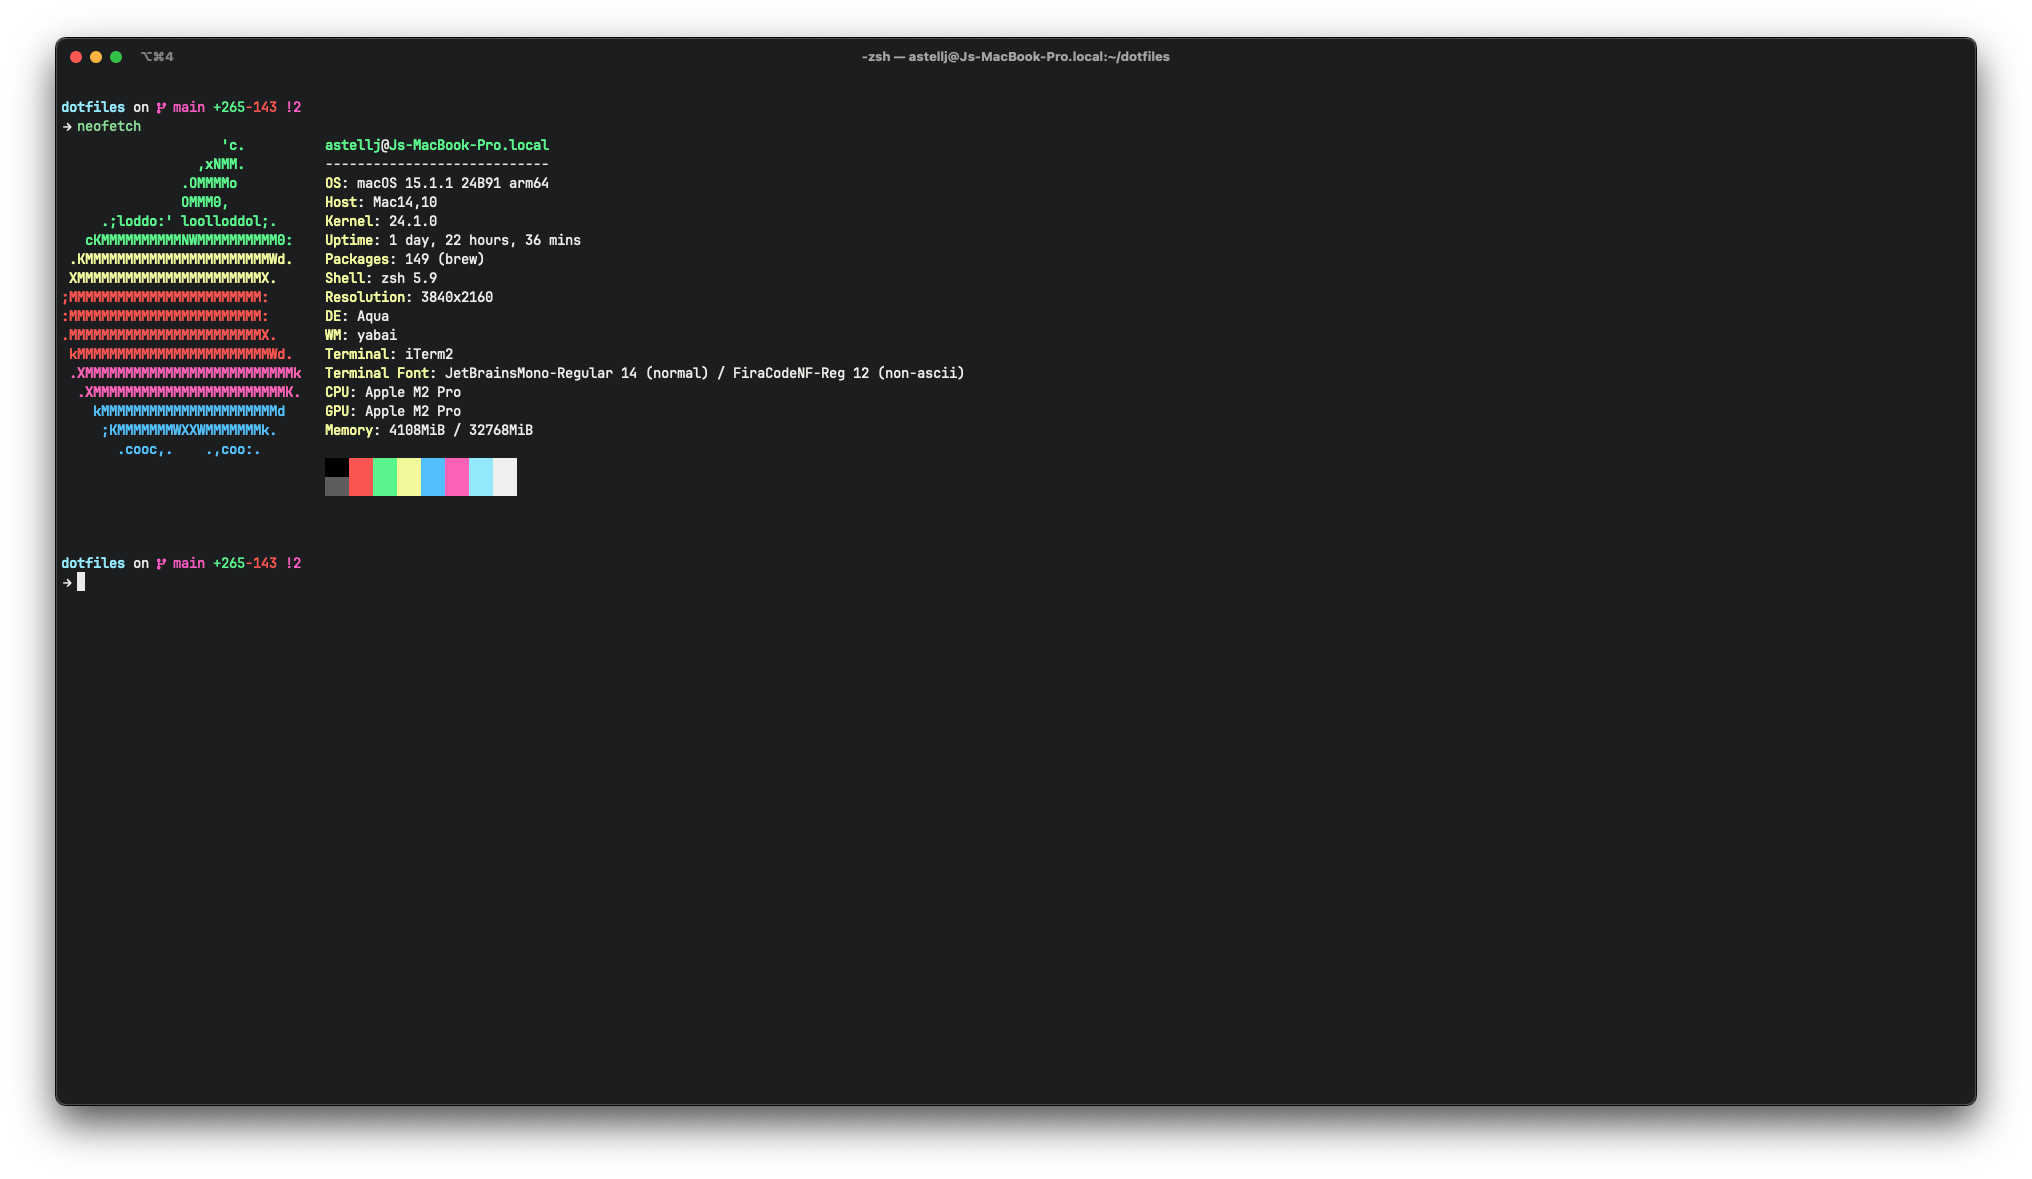 ⌥⌘4 -zsh — astellj@Js-MacBook-Pro.local:~/dotfiles
dotfiles on main +265-143 !2
→ neofetch
'c. astellj@Js-MacBook-Pro.local
,xNMM. ----------------------------
.OMMMMo OS: macOS 15.1.1 24B91 arm64
OMMM0, Host: Mac14,10
.;loddo:' loolloddol;. Kernel: 24.1.0
cKMMMMMMMMMMNWMMMMMMMMMM0: Uptime: 1 day, 22 hours, 36 mins
.KMMMMMMMMMMMMMMMMMMMMMMMWd. Packages: 149 (brew)
XMMMMMMMMMMMMMMMMMMMMMMMX. Shell: zsh 5.9
;MMMMMMMMMMMMMMMMMMMMMMMM: Resolution: 3840x2160
:MMMMMMMMMMMMMMMMMMMMMMMM: DE: Aqua
.MMMMMMMMMMMMMMMMMMMMMMMMX. WM: yabai
kMMMMMMMMMMMMMMMMMMMMMMMMWd. Terminal: iTerm2
.XMMMMMMMMMMMMMMMMMMMMMMMMMMk Terminal Font: JetBrainsMono-Regular 14 (normal) / FiraCodeNF-Reg 12 (non-ascii)
.XMMMMMMMMMMMMMMMMMMMMMMMMK. CPU: Apple M2 Pro
kMMMMMMMMMMMMMMMMMMMMMMd GPU: Apple M2 Pro
;KMMMMMMMWXXWMMMMMMMk. Memory: 4108MiB / 32768MiB
.cooc,. .,coo:.
dotfiles on main +265-143 !2
→